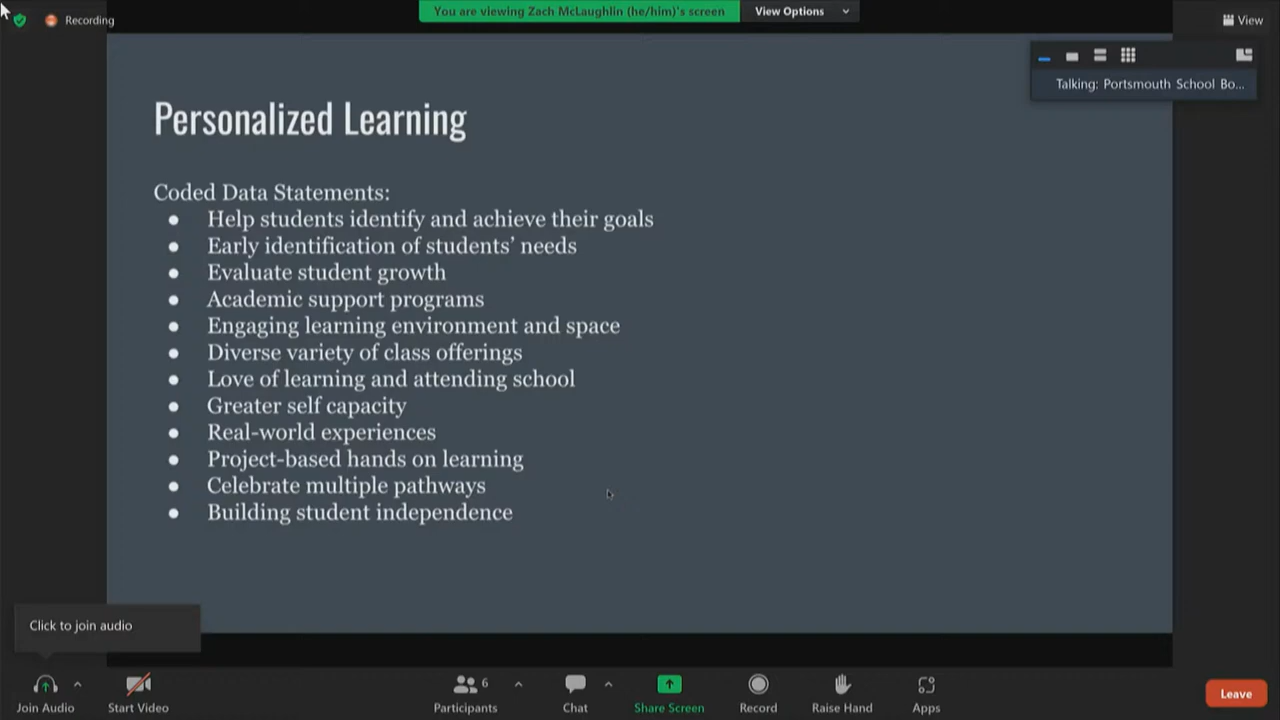 Recording
You are viewing Zach McLaughlin (he/him)'s screen
View Options
View
Talking: Portsmouth School Bo...
Personalized Learning
Coded Data Statements:
● Help students identify and achieve their goals
● Early identification of students’ needs
● Evaluate student growth
● Academic support programs
● Engaging learning environment and space
● Diverse variety of class offerings
● Love of learning and attending school
● Greater self capacity
● Real-world experiences
● Project-based hands on learning
● Celebrate multiple pathways
● Building student independence
Click to join audio
Join Audio
Start Video
6
Participants
Chat
Share Screen
Record
Raise Hand
Apps
Leave